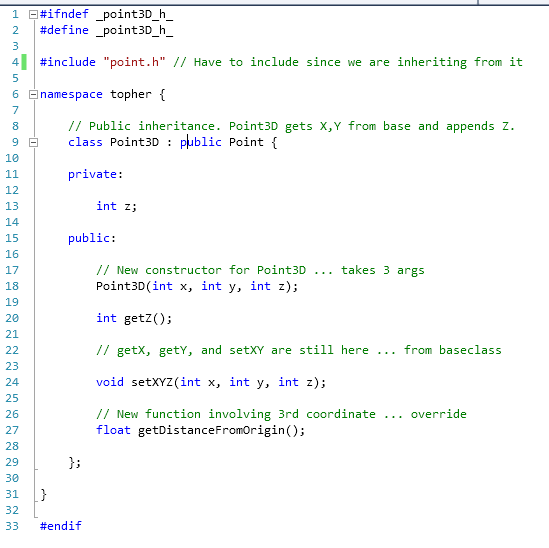 1 #ifndef _point3D_h_
2 #define _point3D_h_
3
4 #include "point.h" // Have to include since we are inheriting from it
5
6 namespace topher {
7
8 // Public inheritance. Point3D gets X,Y from base and appends Z.
9 class Point3D : public Point {
10
11 private:
12
13 int z;
14
15 public:
16
17 // New constructor for Point3D ... takes 3 args
18 Point3D(int x, int y, int z);
19
20 int getZ();
21
22 // getX, getY, and setXY are still here ... from baseclass
23
24 void setXYZ(int x, int y, int z);
25
26 // New function involving 3rd coordinate ... override
27 float getDistanceFromOrigin();
28
29 };
30
31 }
32
33 #endif